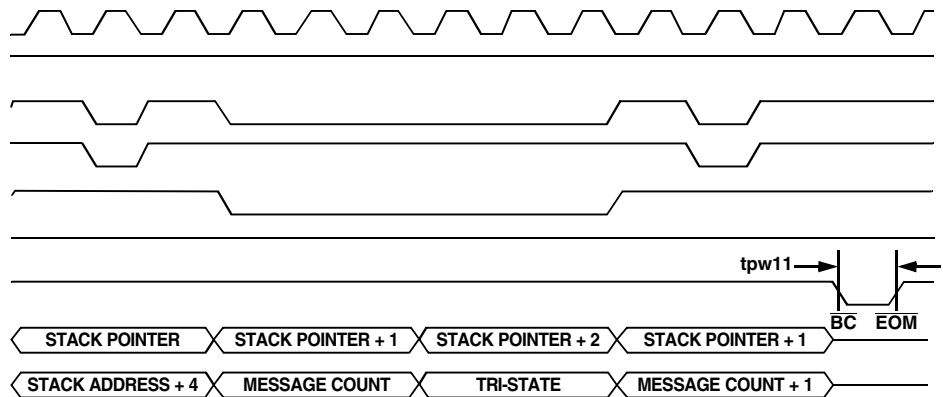 tpw11
BC EOM
STACK POINTER STACK POINTER + 1 STACK POINTER + 2 STACK POINTER + 1
STACK ADDRESS + 4 MESSAGE COUNT TRI-STATE MESSAGE COUNT + 1